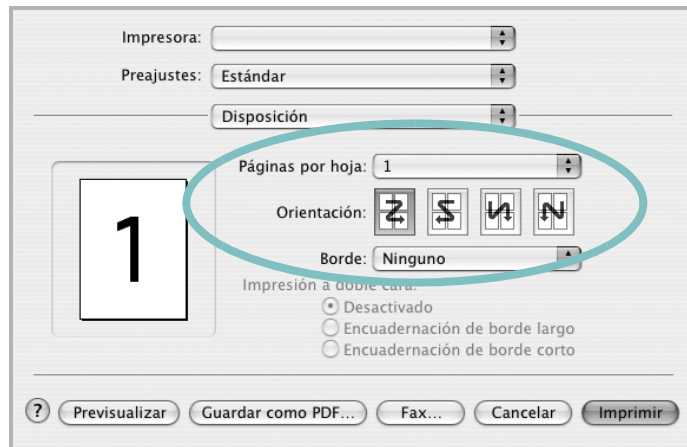 Impresora:
Preajustes: Estándar
Disposición
Páginas por hoja: 1
Orientación:
Borde: Ninguno
Impresión a doble cara:
Desactivado
Encuadernación de borde largo
Encuadernación de borde corto
1
? Previsualizar Guardar como PDF... Fax... Cancelar Imprimir